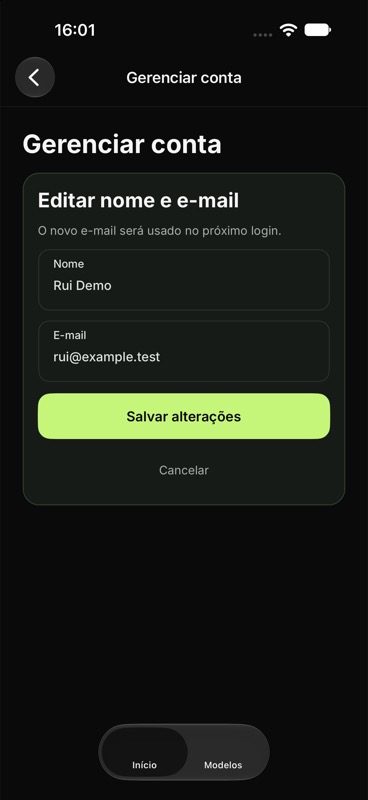 16:01
Gerenciar conta
Gerenciar conta
Editar nome e e-mail
O novo e-mail será usado no próximo login.
Nome
Rui Demo
E-mail
rui@example.test
Salvar alterações
Cancelar
Início
Modelos